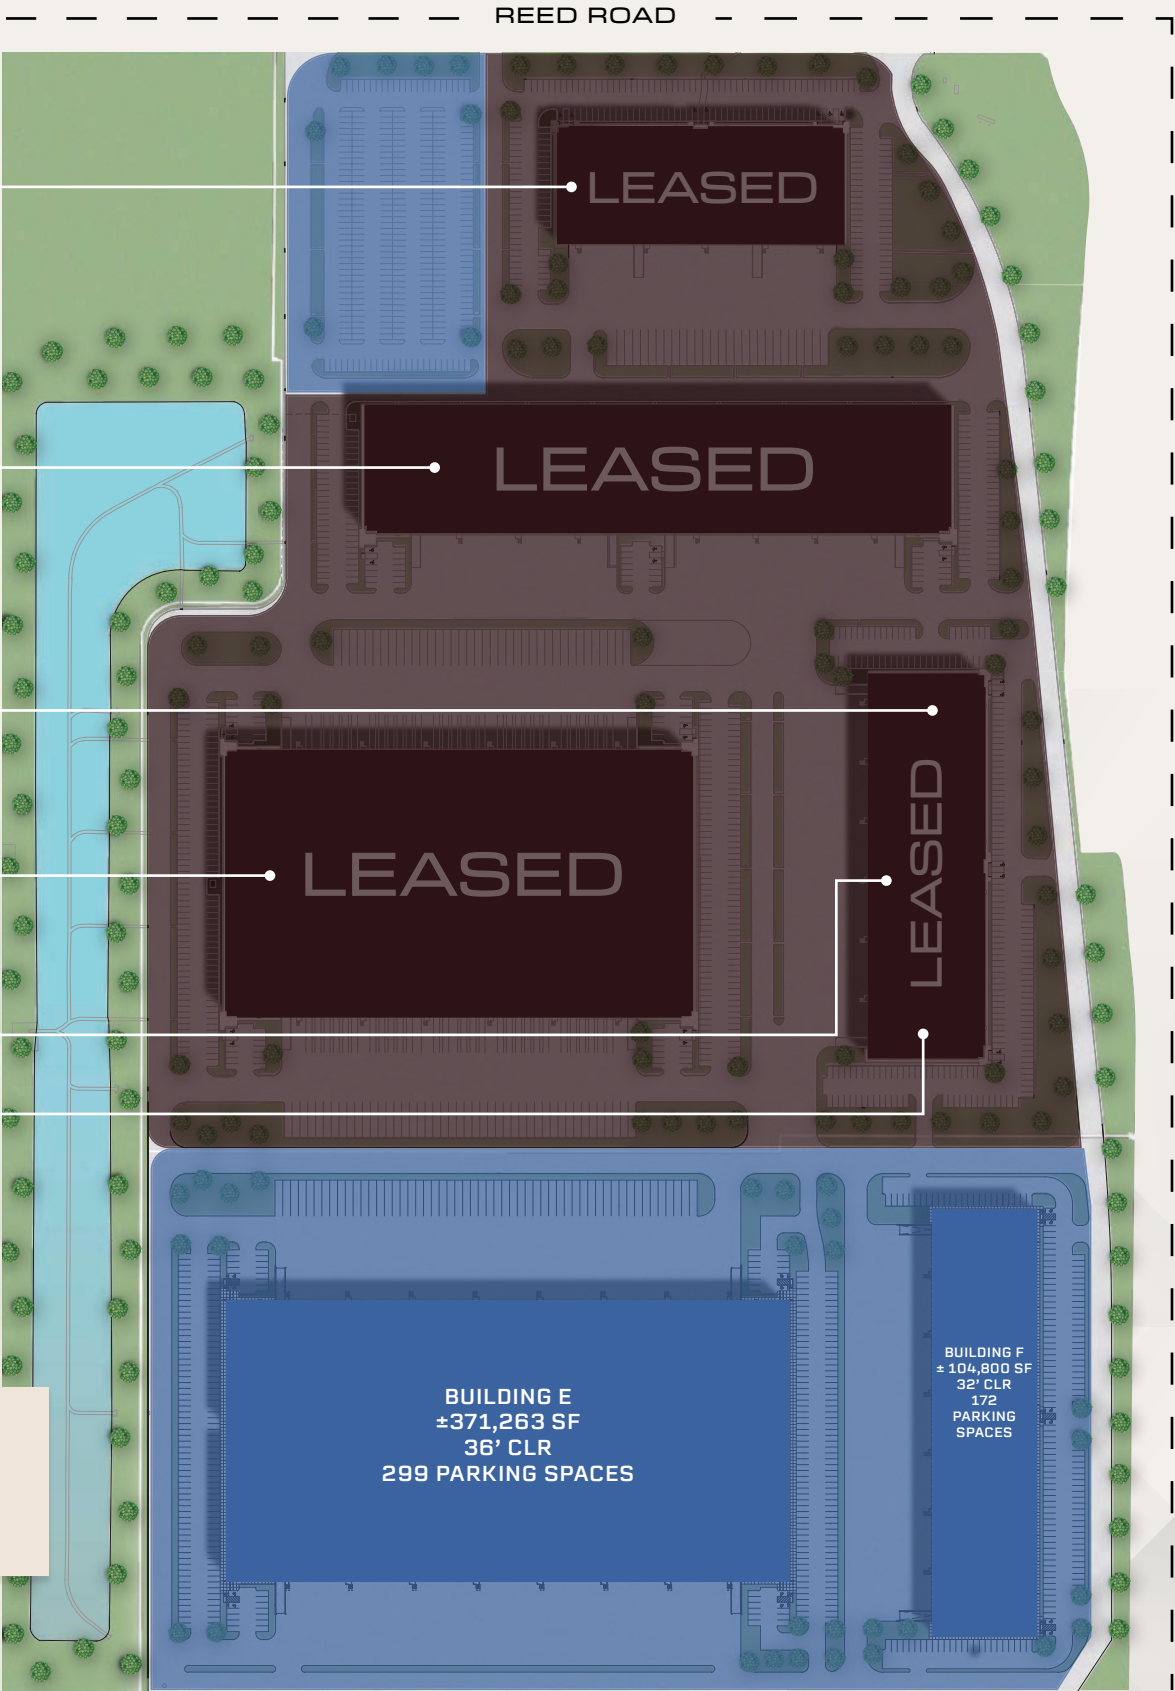 REED ROAD
LEASED
LEASED
LEASED
LEASED
BUILDING E
±371,263 SF
36’ CLR
299 PARKING SPACES
BUILDING F
± 104,800 SF
32’ CLR
172
PARKING
SPACES